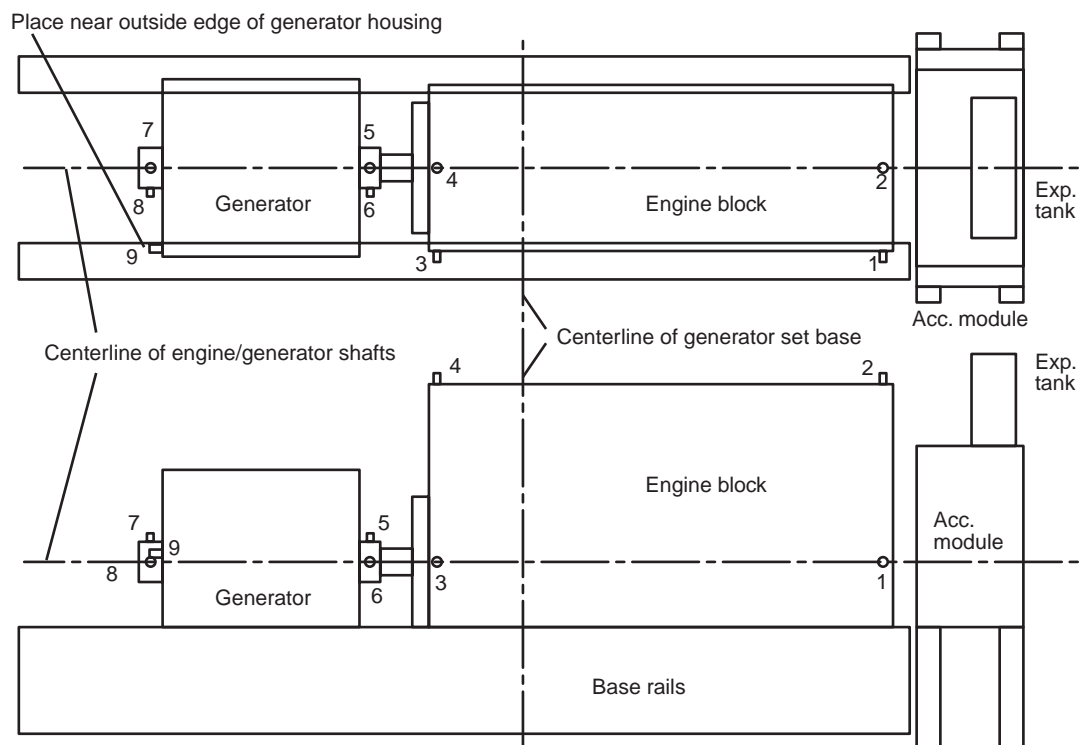 Place near outside edge of generator housing
7
5
4
2
8
Generator
6
Engine block
Exp.
tank
9
3
1
Acc. module
Centerline of engine/generator shafts
Centerline of generator set base
4
2
Exp.
tank
Engine block
7
5
9
Acc.
module
8
6
3
1
Generator
Base rails